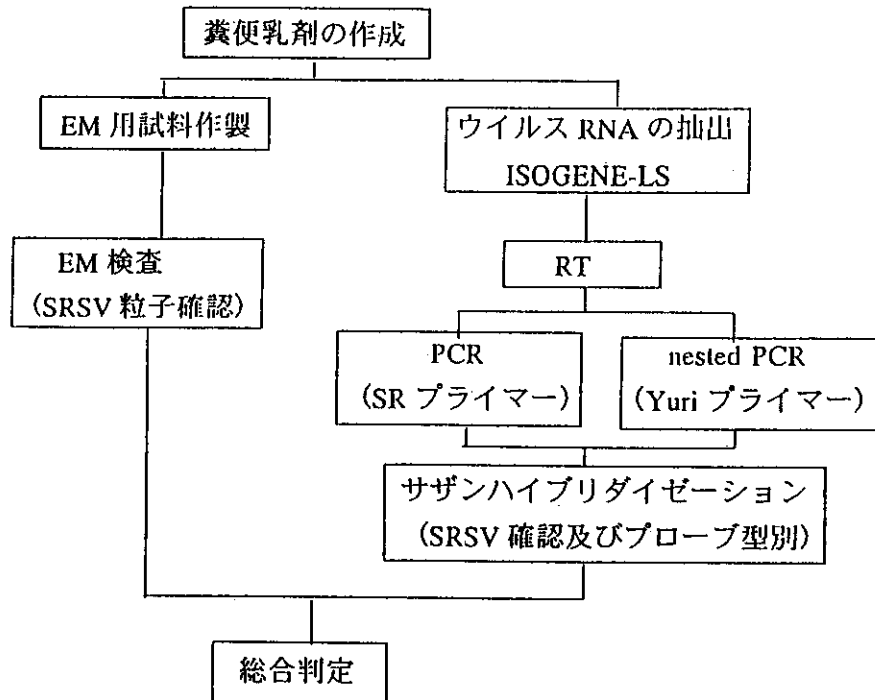 糞便乳剤の作成
EM 用試料作製
ウイルス RNA の抽出
ISOGENE-LS
EM 検査
(SRSV 粒子確認)
RT
PCR
(SR プライマー)
nested PCR
(Yuri プライマー)
サザンハイブリダイゼーション
(SRSV 確認及びプローブ型別)
総合判定